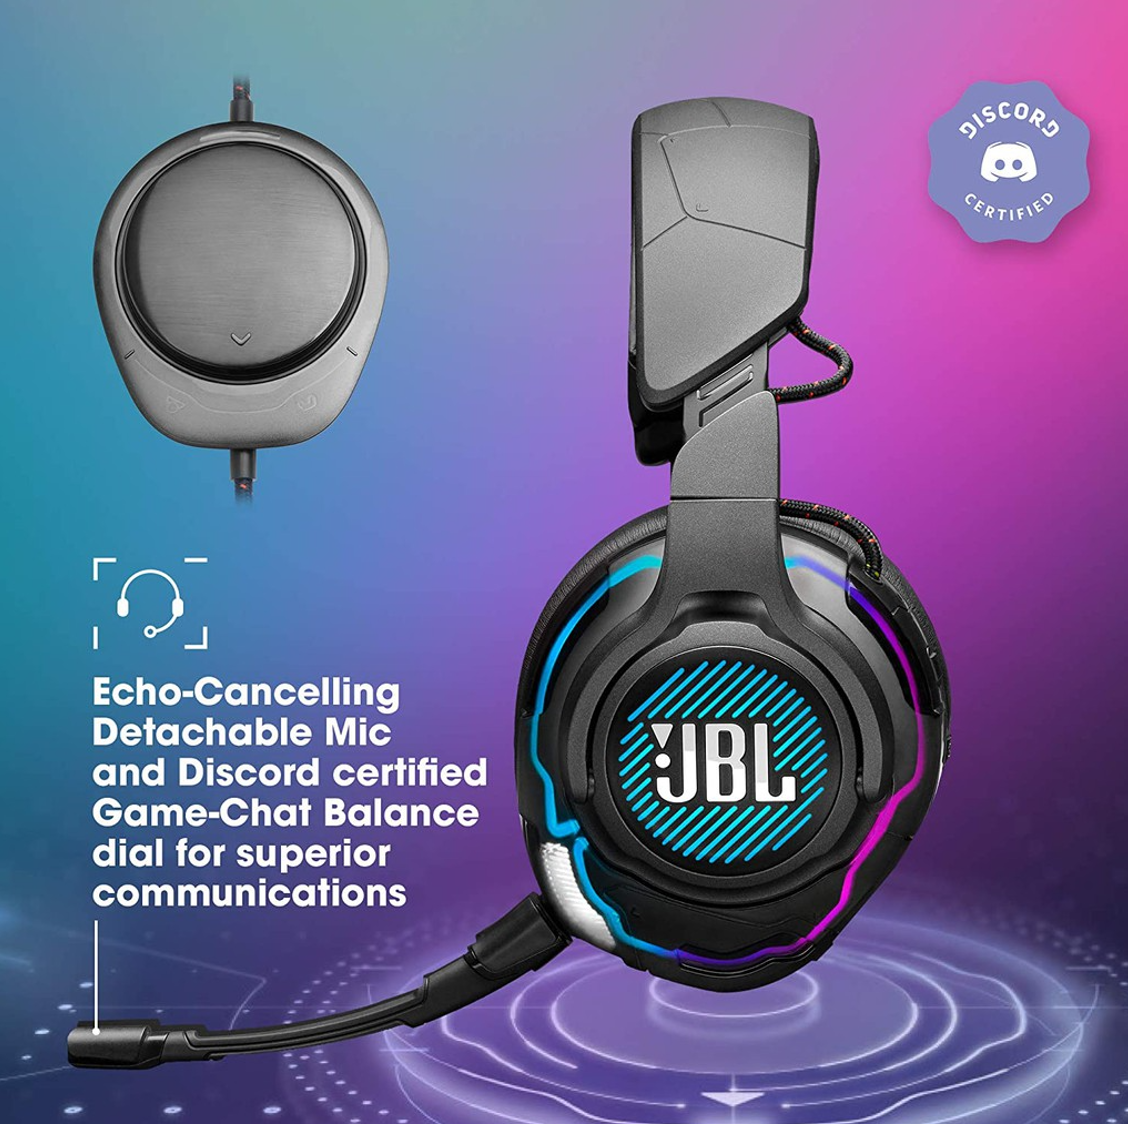 DISCORD
CERTIFIED
Echo-Cancelling
Detachable Mic
and Discord certified
Game-Chat Balance
dial for superior
communications
JBL